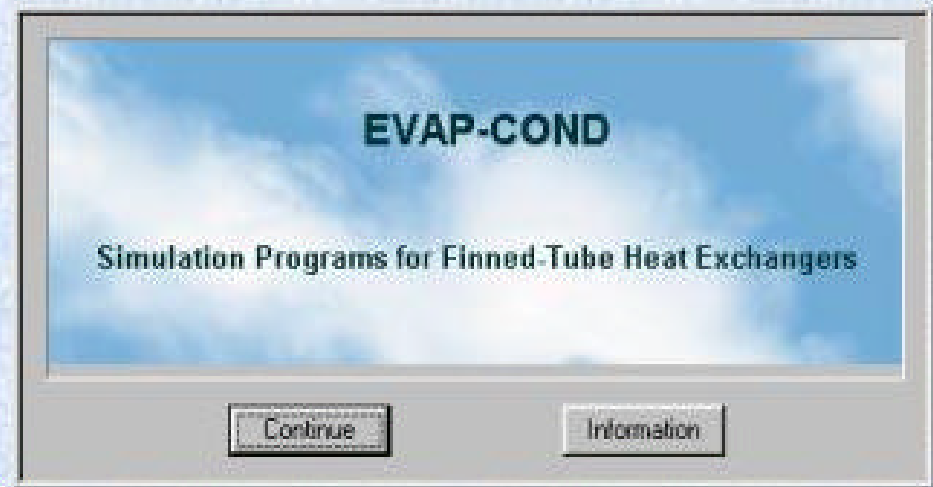 EVAP-COND
Simulation Programs for Finned-Tube Heat Exchangers
Continue Information